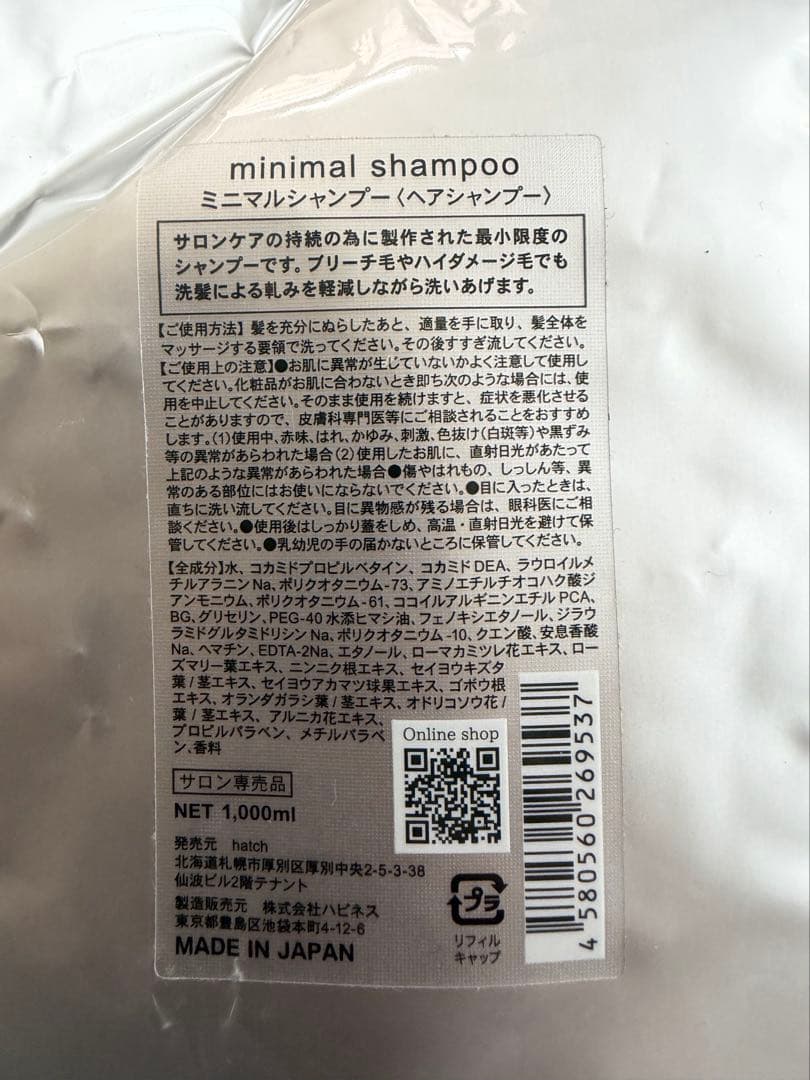 minimal shampoo
ミニマルシャンプー〈ヘアシャンプー〉
サロンケアの持続の為に製作された最小限度の
シャンプーです。ブリーチ毛やハイダメージ毛でも
洗髪による軋みを軽減しながら洗いあげます。
【ご使用方法】髪を充分にぬらしたあと、適量を手に取り、髪全体を
マッサージする要領で洗ってください。その後すすぎ流してください。
【ご使用上の注意】●お肌に異常が生じていないかよく注意して使用し
てください。化粧品がお肌に合わないとき即ち次のような場合には、使
用を中止してください。そのまま使用を続けますと、症状を悪化させる
ことがありますので、皮膚科専門医等にご相談されることをおすすめ
します。(1)使用中、赤味、はれ、かゆみ、刺激、色抜け(白斑等)や黒ずみ
等の異常があらわれた場合(2)使用したお肌に、直射日光があたって
上記のような異常があらわれた場合●傷やはれもの、しっしん等、異
常のある部位にはお使いにならないでください。●目に入ったときは、
直ちに洗い流してください。目に異物感が残る場合は、眼科医にご相
談ください。●使用後はしっかり蓋をしめ、高温・直射日光を避けて保
管してください。●乳幼児の手の届かないところに保管してください。
【全成分】水、コカミドプロピルベタイン、コカミドDEA、ラウロイルメ
チルアラニンNa、ポリクオタニウム-73、アミノエチルチオコハク酸ジ
アンモニウム、ポリクオタニウム-61、ココイルアルギニンエチルPCA、
BG、グリセリン、PEG-40水添ヒマシ油、フェノキシエタノール、ジラウ
ラミドグルタミドリシンNa、ポリクオタニウム-10、クエン酸、安息香酸
Na、ヘマチン、EDTA-2Na、エタノール、ローマカミツレ花エキス、ロー
ズマリー葉エキス、ニンニク根エキス、セイヨウキズタ
葉/茎エキス、セイヨウアカマツ球果エキス、ゴボウ根
エキス、オランダガラシ葉/茎エキス、オドリコソウ花/
葉/茎エキス、アルニカ花エキス、
プロピルパラベン、メチルパラベ
ン、香料
Online shop
サロン専売品
NET 1,000ml
発売元 hatch
北海道札幌市厚別区厚別中央2-5-3-38
仙波ビル2階テナント
製造販売元 株式会社ハピネス
東京都豊島区池袋本町4-12-6
MADE IN JAPAN
プラ
リフィル
キャップ
4 580560 269537